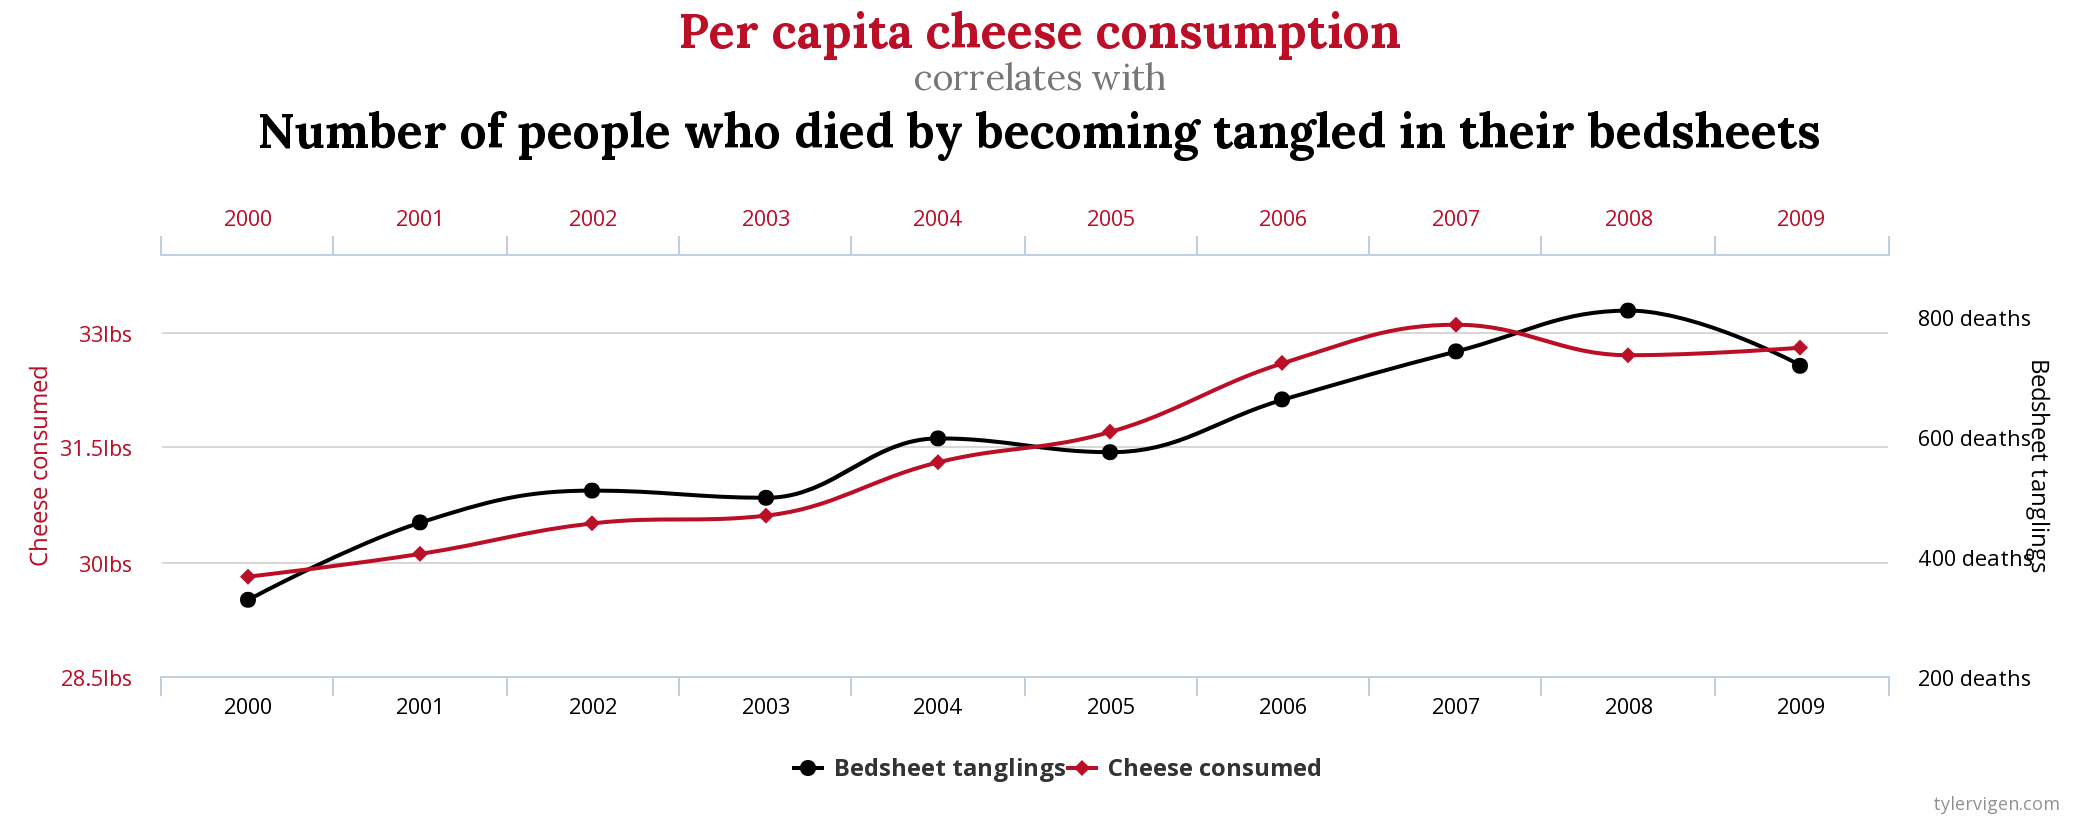 Per capita cheese consumption
correlates with
Number of people who died by becoming tangled in their bedsheets
2000 2001 2002 2003 2004 2005 2006 2007 2008 2009
Cheese consumed
33lbs
31.5lbs
30lbs
28.5lbs
800 deaths
600 deaths
400 deaths
200 deaths
Bedsheet tanglings
2000 2001 2002 2003 2004 2005 2006 2007 2008 2009
Bedsheet tanglings Cheese consumed
tylervigen.com